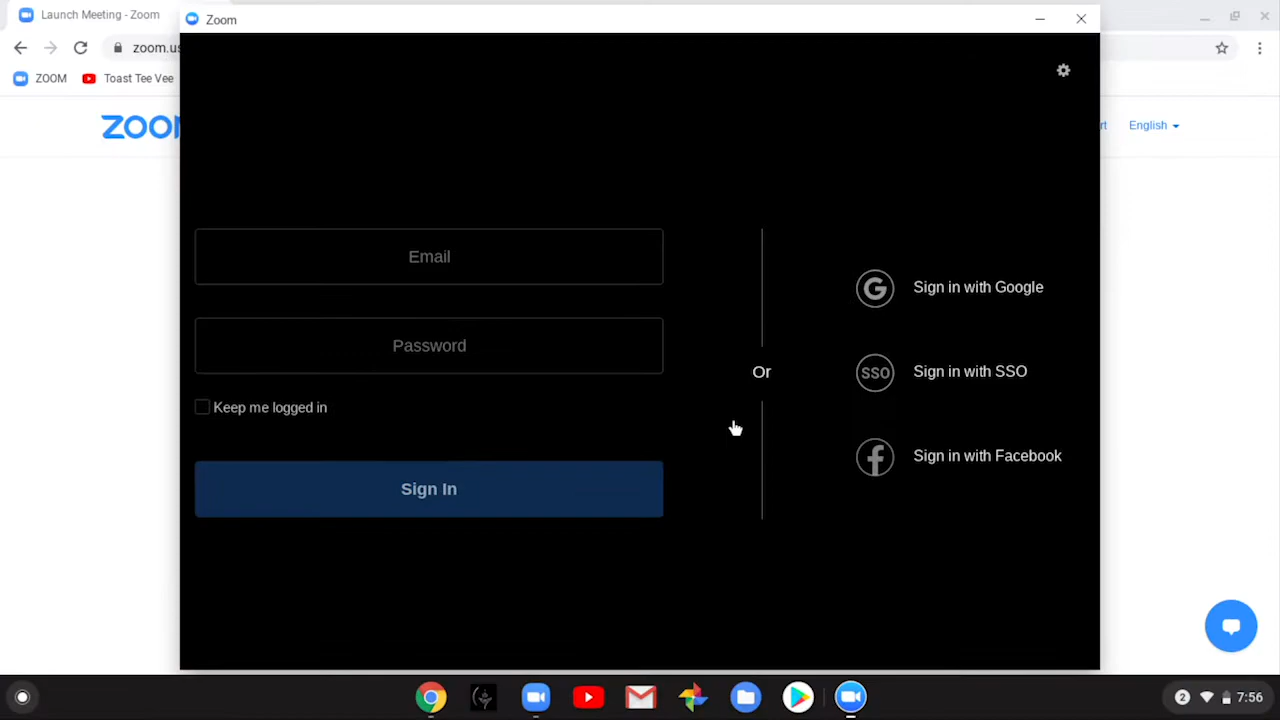 Launch Meeting - Zoom
Zoom
zoom.us
ZOOM
Toast Tee Vee
ZOOM
rt
English
Email
Password
Keep me logged in
Sign In
Or
Sign in with Google
SSO
Sign in with SSO
Sign in with Facebook
2
7:56